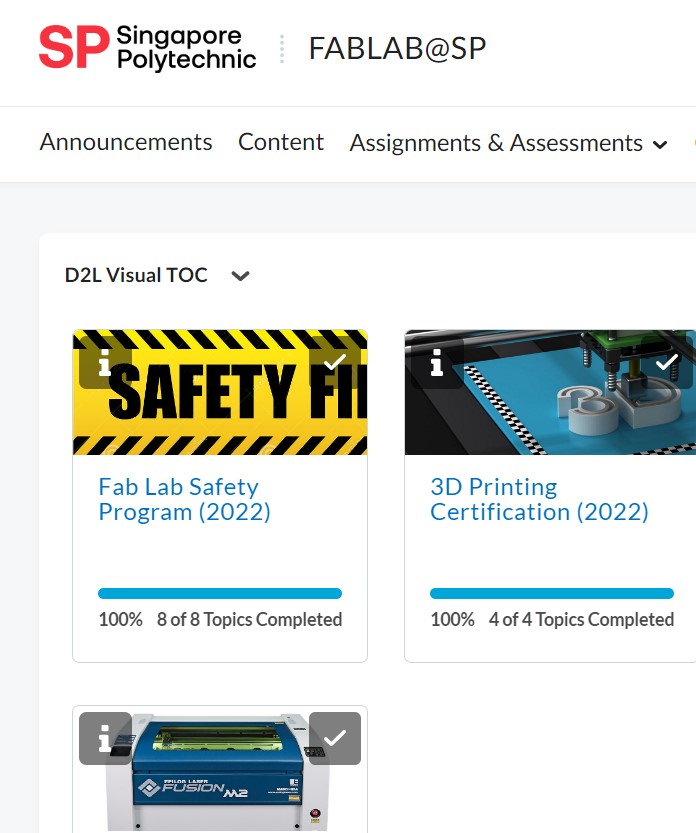 SP Singapore
Polytechnic
FABLAB@SP
Announcements Content Assignments & Assessments
D2L Visual TOC
SAFETY
3D
Fab Lab Safety
Program (2022)
3D Printing
Certification (2022)
100% 8 of 8 Topics Completed
100% 4 of 4 Topics Completed
EPILOG LASER
FUSION M2